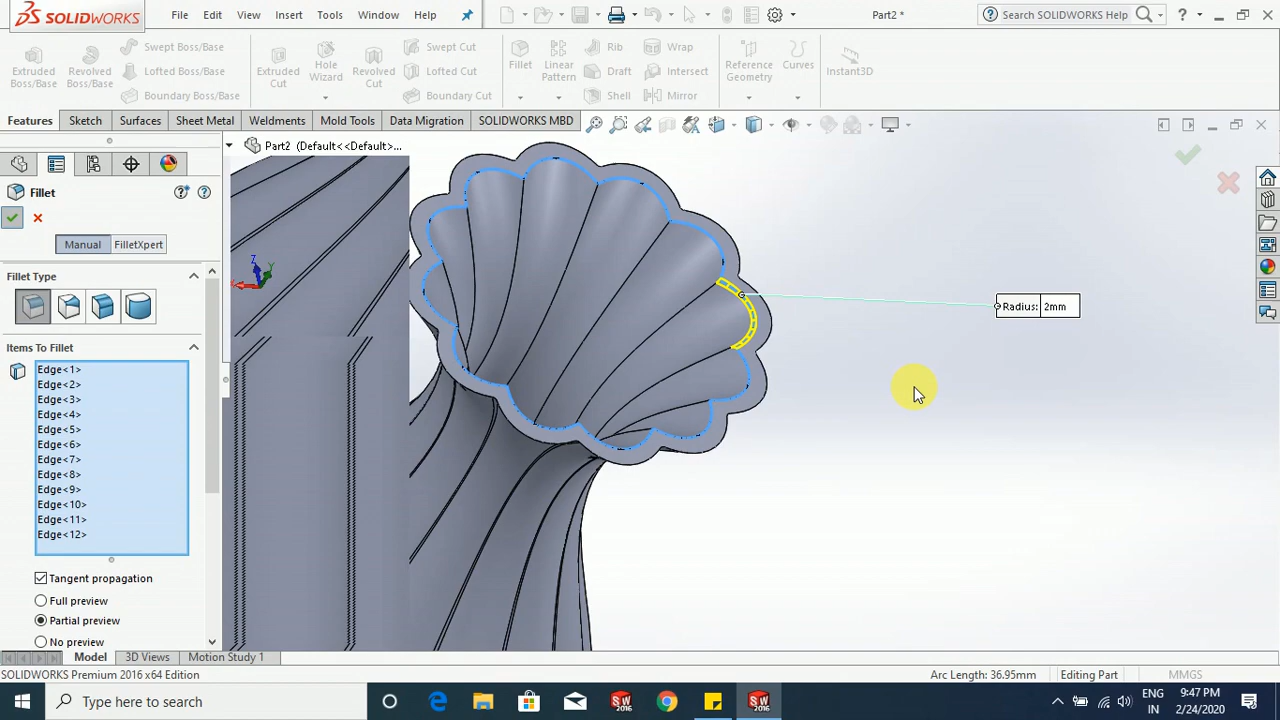 SOLIDWORKS
File Edit View Insert Tools Window Help
Part2 *
Search SOLIDWORKS Help
?
Extruded Boss/Base
Revolved Boss/Base
Swept Boss/Base
Lofted Boss/Base
Boundary Boss/Base
Extruded Cut
Hole Wizard
Revolved Cut
Swept Cut
Lofted Cut
Boundary Cut
Fillet
Linear Pattern
Rib
Draft
Shell
Wrap
Intersect
Mirror
Reference Geometry
Curves
Instant3D
Features Sketch Surfaces Sheet Metal Weldments Mold Tools Data Migration SOLIDWORKS MBD
Part2 (Default<<Default>...
Fillet
Manual FilletXpert
Fillet Type
Items To Fillet
Edge<1>
Edge<2>
Edge<3>
Edge<4>
Edge<5>
Edge<6>
Edge<7>
Edge<8>
Edge<9>
Edge<10>
Edge<11>
Edge<12>
Tangent propagation
Full preview
Partial preview
No preview
Z
Y
Radius: 2mm
Model 3D Views Motion Study 1
SOLIDWORKS Premium 2016 x64 Edition
Arc Length: 36.95mm Editing Part MMGS
Type here to search
SW 2016
SW 2016
ENG IN
9:47 PM
2/24/2020